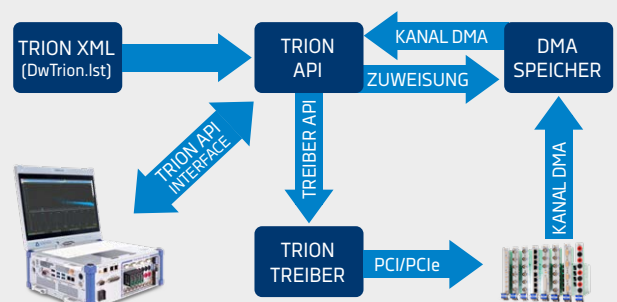 TRION XML
(DwTrion.lst)
TRION
API
KANAL DMA
ZUWEISUNG
DMA
SPEICHER
TRION API
INTERFACE
TREIBER API
KANAL DMA
TRION
TREIBER
PCI/PCIe